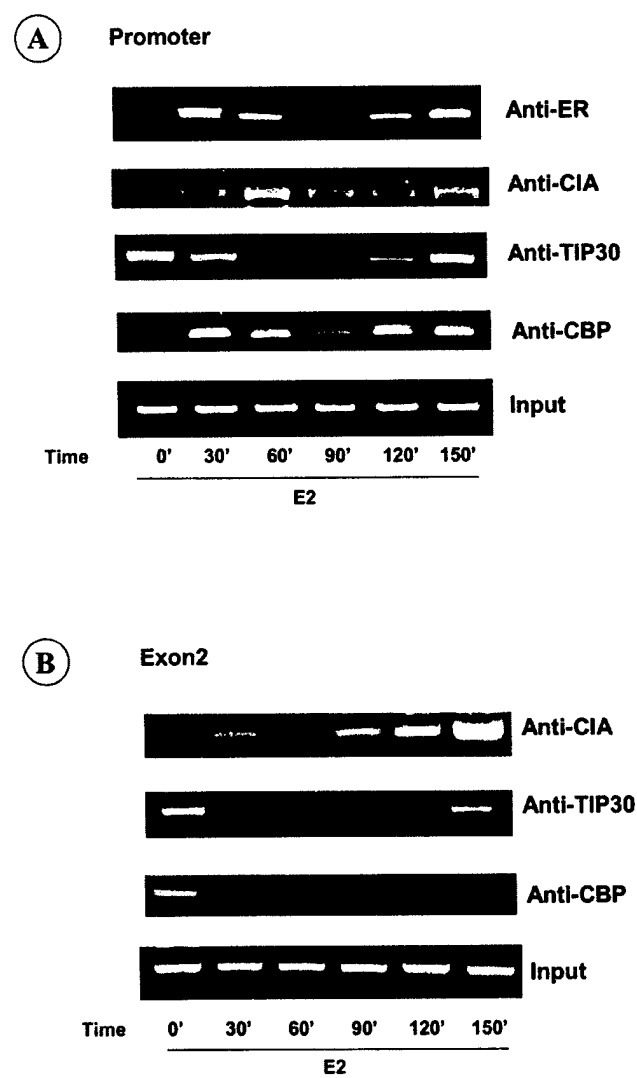 A Promoter
Anti-ER
Anti-CIA
Anti-TIP30
Anti-CBP
Input
Time 0' 30' 60' 90' 120' 150'
E2
B Exon2
Anti-CIA
Anti-TIP30
Anti-CBP
Input
Time 0' 30' 60' 90' 120' 150'
E2